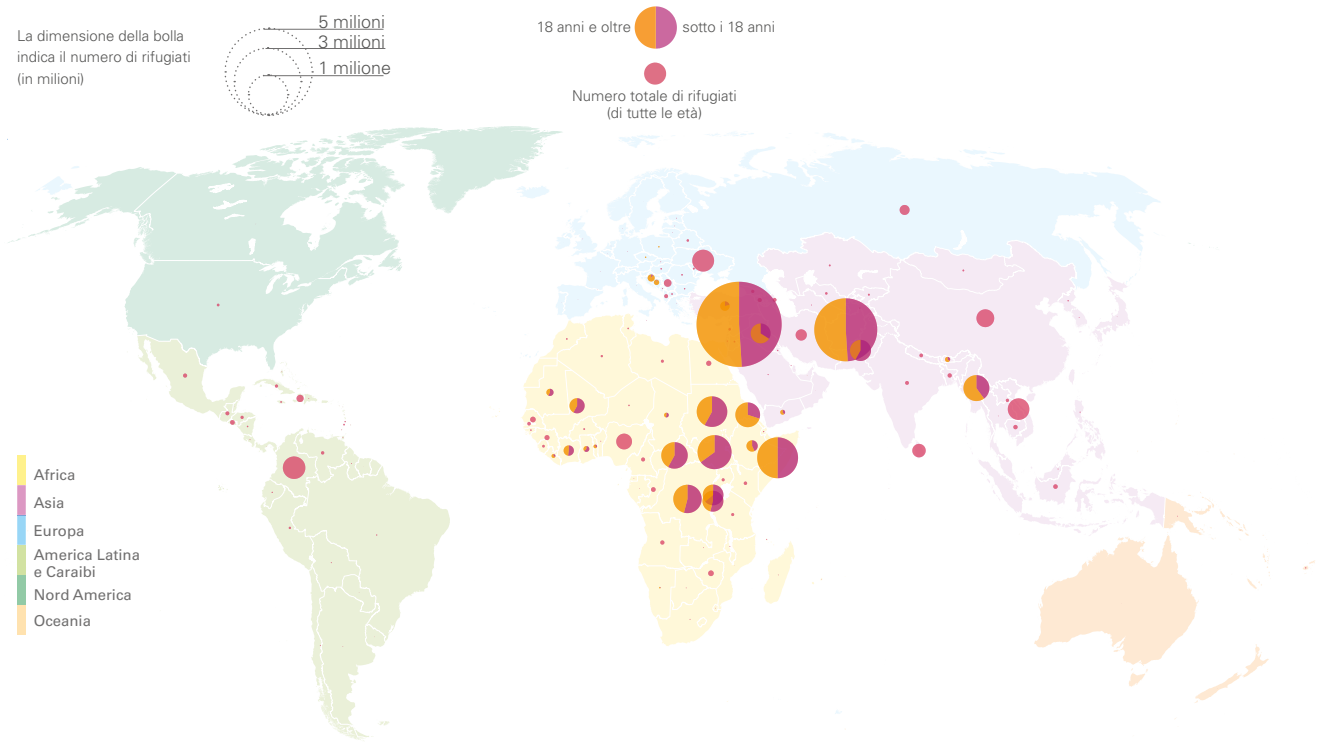 La dimensione della bolla
indica il numero di rifugiati
(in milioni)
5 milioni
3 milioni
1 milione
18 anni e oltre
sotto i 18 anni
Numero totale di rifugiati
(di tutte le età)
Africa
Asia
Europa
America Latina
e Caraibi
Nord America
Oceania